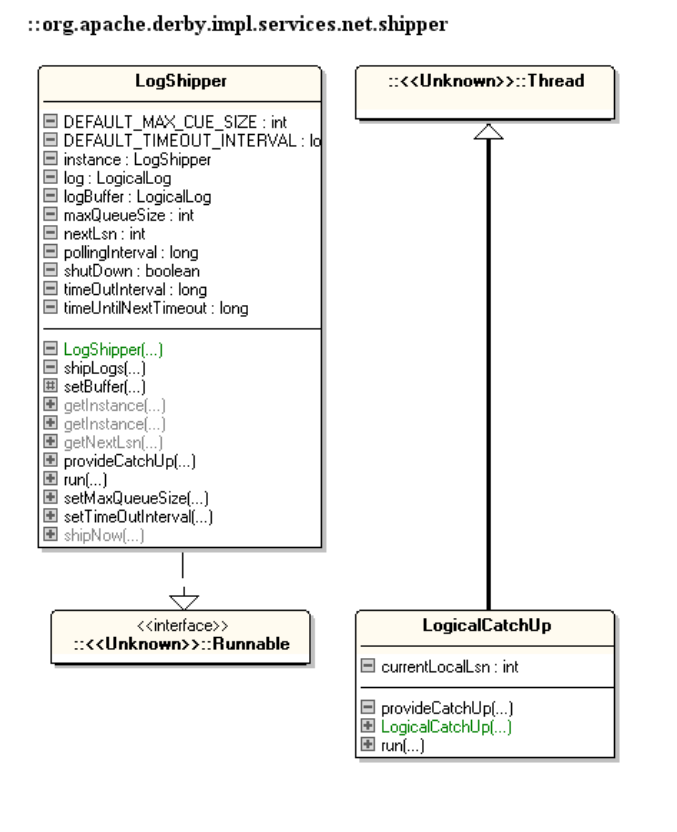 ::org.apache.derby.impl.services.net.shipper
LogShipper
DEFAULT_MAX_CUE_SIZE : int
DEFAULT_TIMEOUT_INTERVAL : lo
instance : LogShipper
log : LogicalLog
logBuffer : LogicalLog
maxQueueSize : int
nextLsn : int
pollingInterval : long
shutDown : boolean
timeOutInterval : long
timeUntilNextTimeout : long
LogShipper(...)
shipLogs(...)
setBuffer(...)
getInstance(...)
getInstance(...)
getNextLsn(...)
provideCatchUp(...)
run(...)
setMaxQueueSize(...)
setTimeOutInterval(...)
shipNow(...)
<<interface>>
::<<Unknown>>::Runnable
::<<Unknown>>::Thread
LogicalCatchUp
currentLocalLsn : int
provideCatchUp(...)
LogicalCatchUp(...)
run(...)